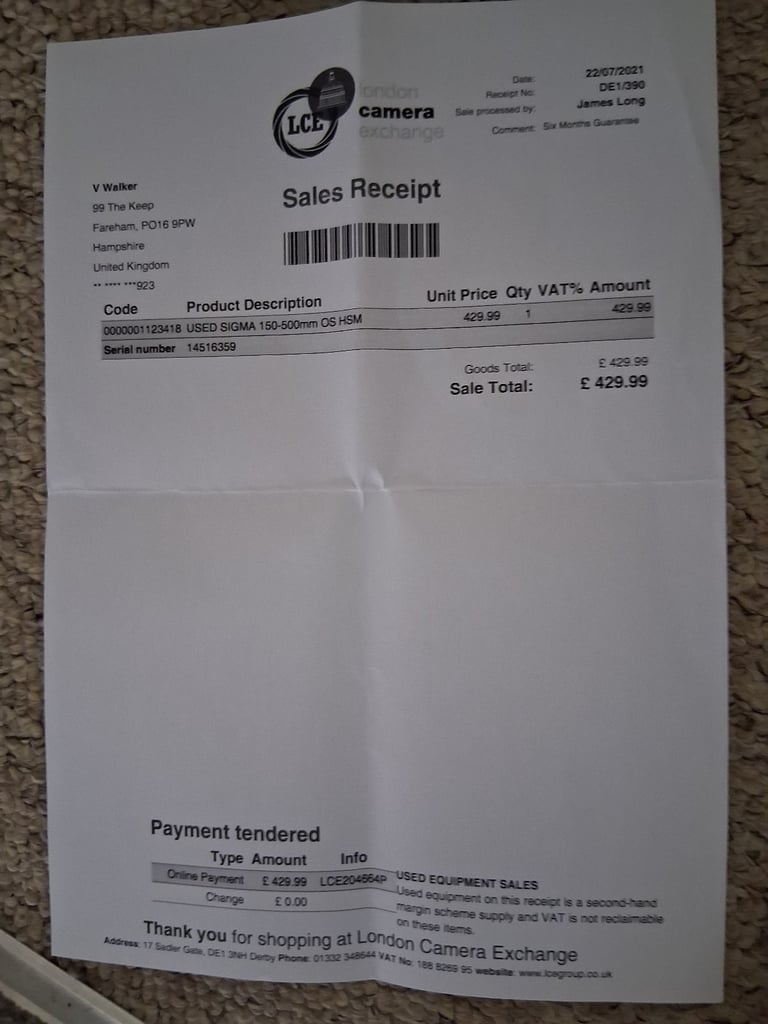 LCE
london
camera
exchange
Date: 22/07/2021
Receipt No: DE1/390
Sale processed by: James Long
Comment: Six Months Guarantee
V Walker
99 The Keep
Fareham, PO16 9PW
Hampshire
United Kingdom
** **** ***923
Sales Receipt
Code Product Description Unit Price Qty VAT% Amount
0000001123418 USED SIGMA 150-500mm OS HSM 429.99 1 429.99
Serial number 14516359
Goods Total: £ 429.99
Sale Total: £ 429.99
Payment tendered
Type Amount Info
Online Payment £ 429.99 LCE204664P
Change £ 0.00
USED EQUIPMENT SALES
Used equipment on this receipt is a second-hand
margin scheme supply and VAT is not reclaimable
on these items.
Thank you for shopping at London Camera Exchange
Address: 17 Sadler Gate, DE1 3NH Derby Phone: 01332 348644 VAT No: 188 8269 95 website: www.lcegroup.co.uk